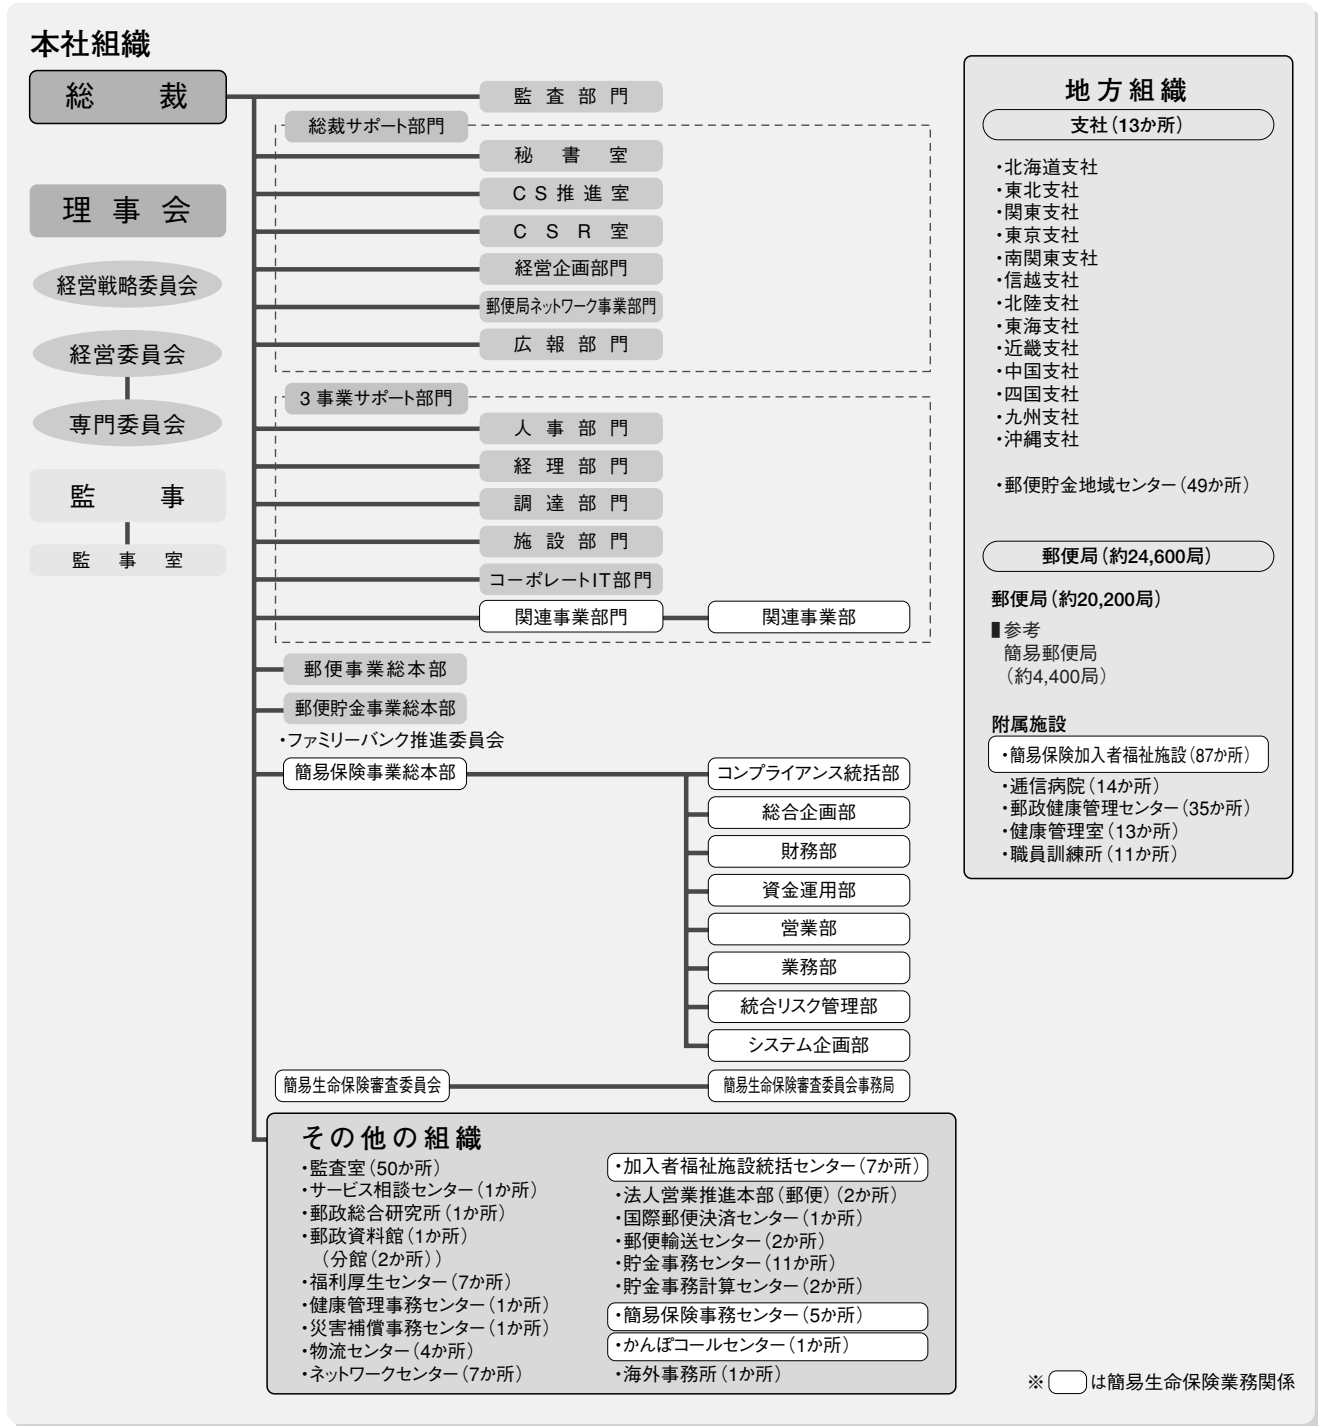 本社組織
総裁
理事会
経営戦略委員会
経営委員会
専門委員会
監事
監事室
監査部門
総裁サポート部門
秘書室
CS推進室
CSR室
経営企画部門
郵便局ネットワーク事業部門
広報部門
3事業サポート部門
人事部門
経理部門
調達部門
施設部門
コーポレートIT部門
関連事業部門
関連事業部
郵便事業総本部
郵便貯金事業総本部
・ファミリーバンク推進委員会
簡易保険事業総本部
コンプライアンス統括部
総合企画部
財務部
資金運用部
営業部
業務部
統合リスク管理部
システム企画部
簡易生命保険審査委員会
簡易生命保険審査委員会事務局
その他の組織
・監査室(50か所)
・サービス相談センター(1か所)
・郵政総合研究所(1か所)
・郵政資料館(1か所)
(分館(2か所))
・福利厚生センター(7か所)
・健康管理事務センター(1か所)
・災害補償事務センター(1か所)
・物流センター(4か所)
・ネットワークセンター(7か所)
・加入者福祉施設統括センター(7か所)
・法人営業推進本部(郵便)(2か所)
・国際郵便決済センター(1か所)
・郵便輸送センター(2か所)
・貯金事務センター(11か所)
・貯金事務計算センター(2か所)
・簡易保険事務センター(5か所)
・かんぽコールセンター(1か所)
・海外事務所(1か所)
地方組織
支社(13か所)
・北海道支社
・東北支社
・関東支社
・東京支社
・南関東支社
・信越支社
・北陸支社
・東海支社
・近畿支社
・中国支社
・四国支社
・九州支社
・沖縄支社
・郵便貯金地域センター(49か所)
郵便局(約24,600局)
郵便局(約20,200局)
▮参考
簡易郵便局
(約4,400局)
附属施設
・簡易保険加入者福祉施設(87か所)
・逓信病院(14か所)
・郵政健康管理センター(35か所)
・健康管理室(13か所)
・職員訓練所(11か所)
※ は簡易生命保険業務関係